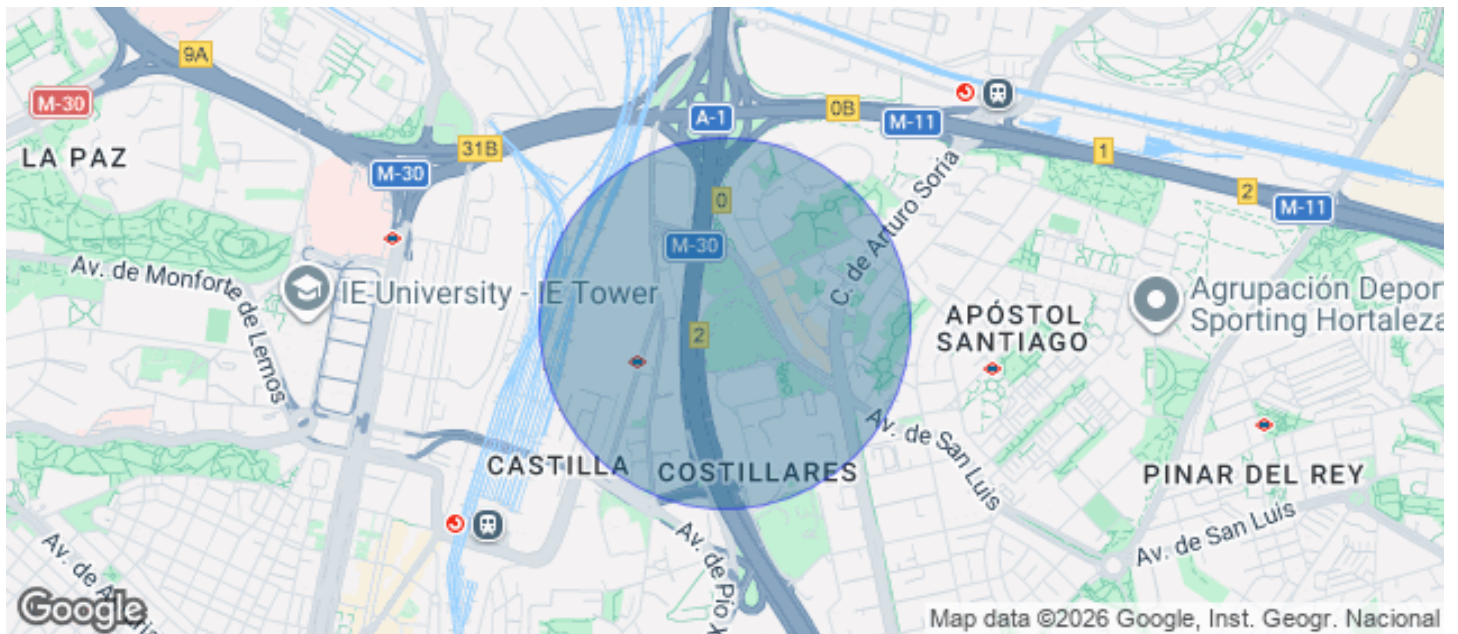 9A
M-30
A-1
0B
M-11
31B
1
LA PAZ
M-30
2
0
M-11
C. de Arturo Soria
M-30
Av. de Monforte de Lemos
IE University - IE Tower
Agrupación Depor
Sporting Hortaleza
APÓSTOL
SANTIAGO
2
Av. de San Luis
CASTILLA
COSTILLARES
PINAR DEL REY
Av. de San Luis
Av. de Pío X
Google
Map data ©2026 Google, Inst. Geogr. Nacional